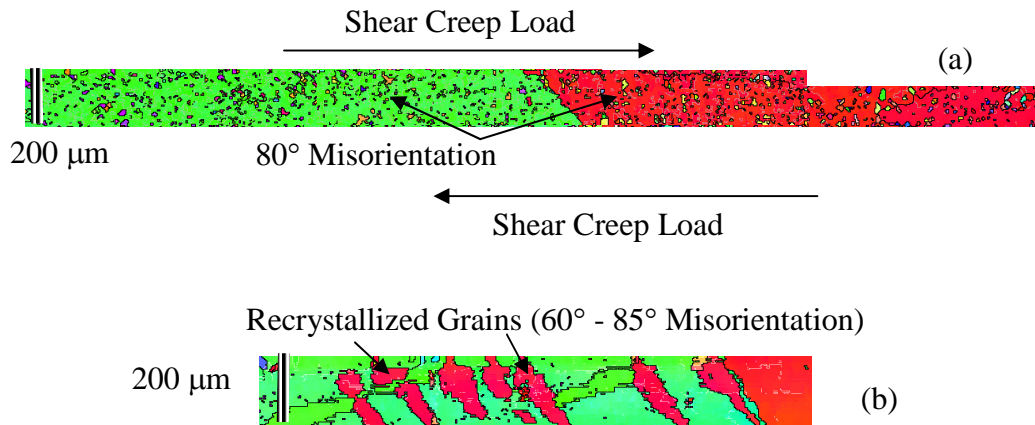 Shear Creep Load
(a)
200 μm
80° Misorientation
Shear Creep Load
Recrystallized Grains (60° - 85° Misorientation)
200 μm
(b)